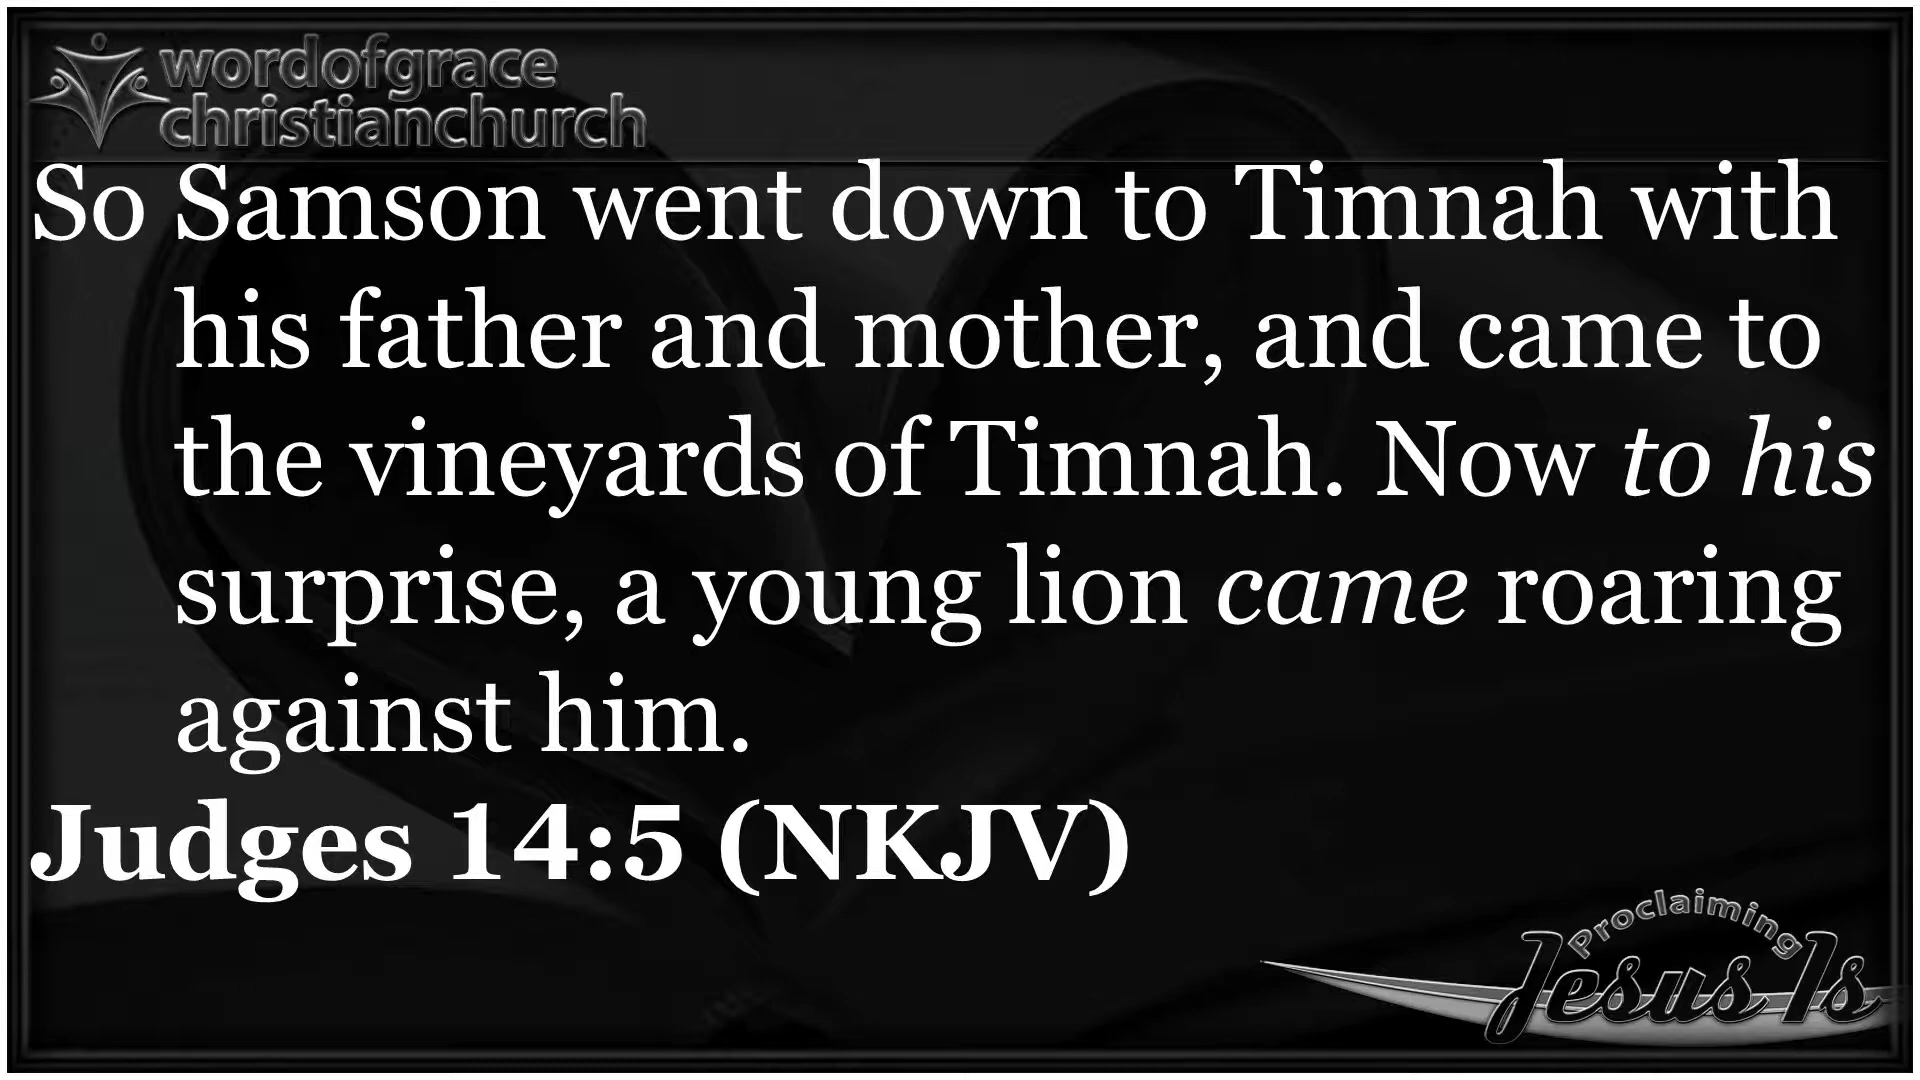 wordofgrace
christianchurch
So Samson went down to Timnah with
his father and mother, and came to
the vineyards of Timnah. Now to his
surprise, a young lion came roaring
against him.
Judges 14:5 (NKJV)
Proclaiming
Jesus Is